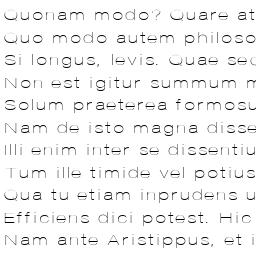 Quonam modo? Quare at
Quo modo autem philoso
Si longus, levis. Quae sec
Non est igitur summum m
Solum praeterea formosu
Nam de isto magna disse
Illi enim inter se dissentiu
Tum ille timide vel potius
Qua tu etiam inprudens u
Efficiens dici potest. Hic
Nam ante Aristippus, et i